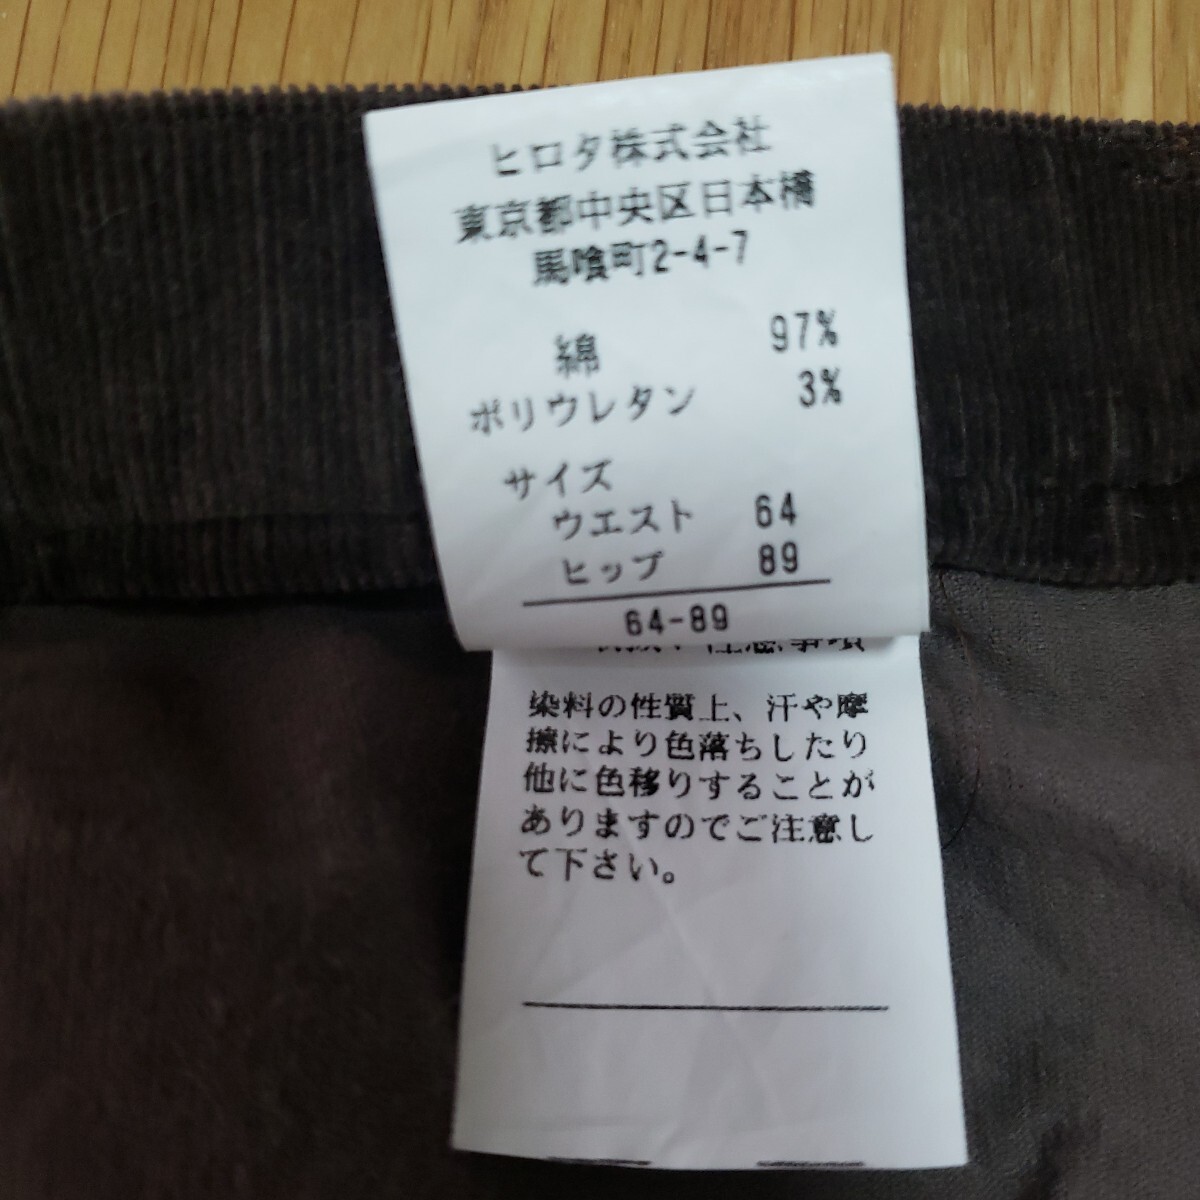 ヒロタ株式会社
東京都中央区日本橋
馬喰町2-4-7
綿 97%
ポリウレタン 3%
サイズ
ウエスト 64
ヒップ 89
64-89
注意事項
染料の性質上、汗や摩
擦により色落ちしたり
他に色移りすることが
ありますのでご注意し
て下さい。